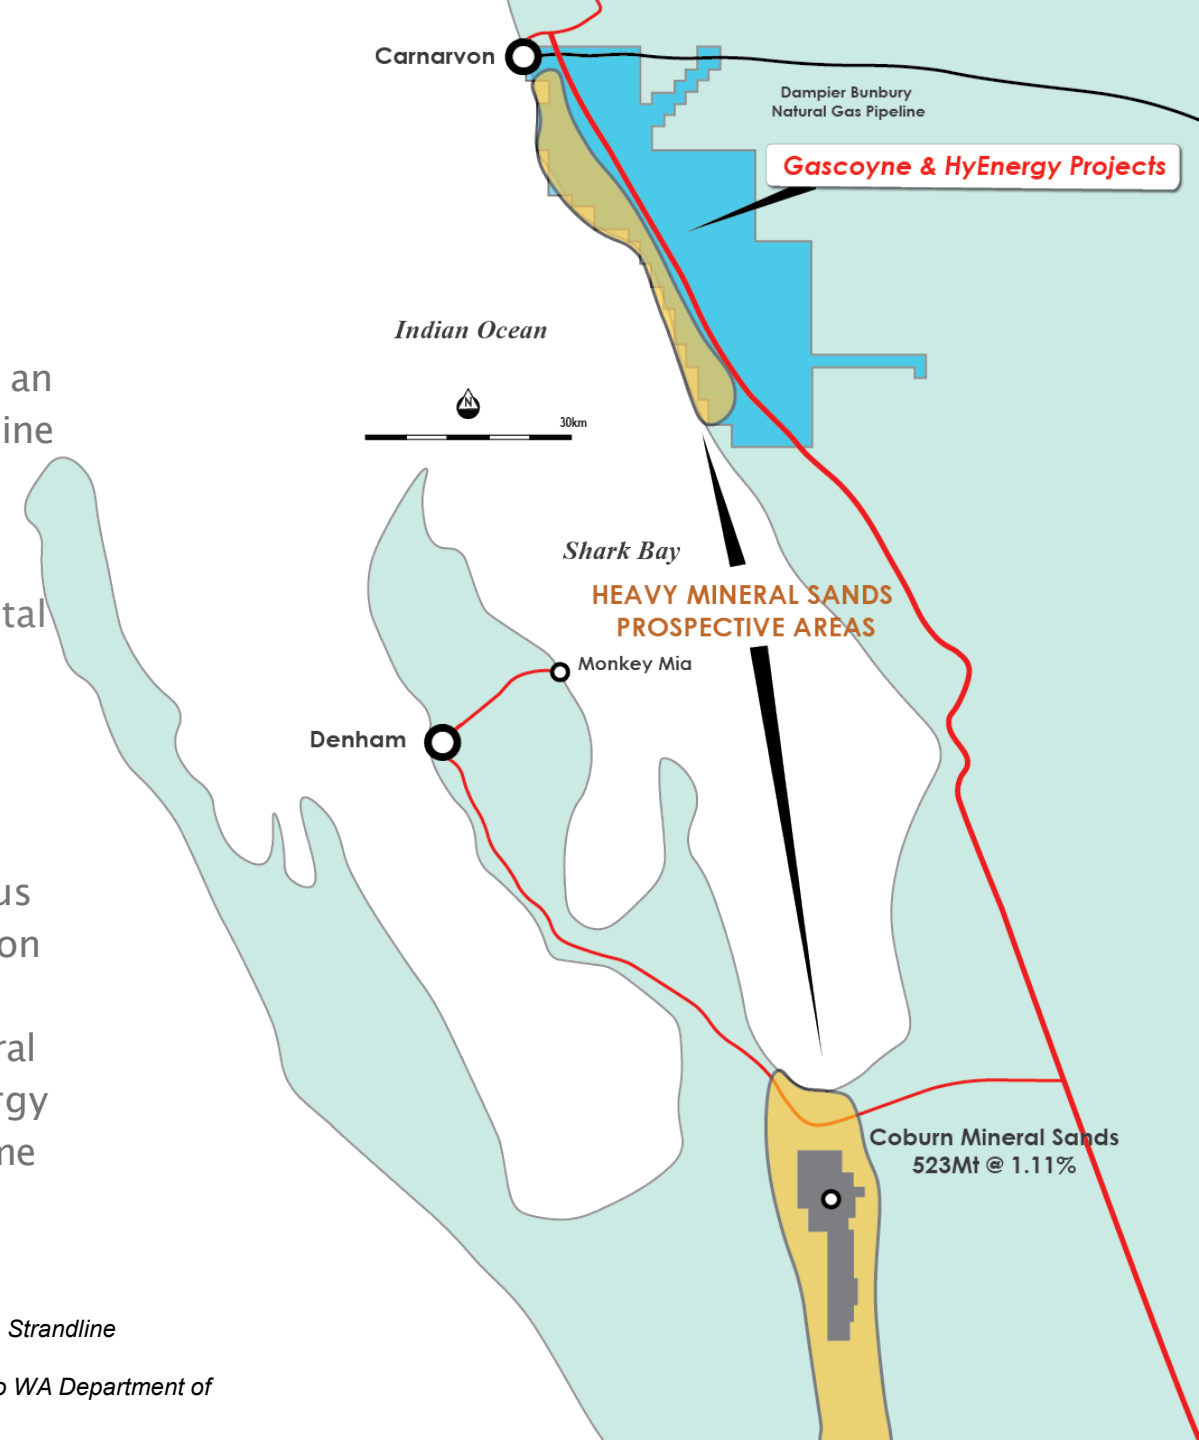 Carnarvon
Dampier Bunbury
Natural Gas Pipeline
Gascoyne & HyEnergy Projects
Indian Ocean
N
30km
an
ine
Shark Bay
HEAVY MINERAL SANDS
PROSPECTIVE AREAS
tal
Monkey Mia
Denham
us
on
ral
rgy
me
Coburn Mineral Sands
523Mt @ 1.11%
Strandline
o WA Department of